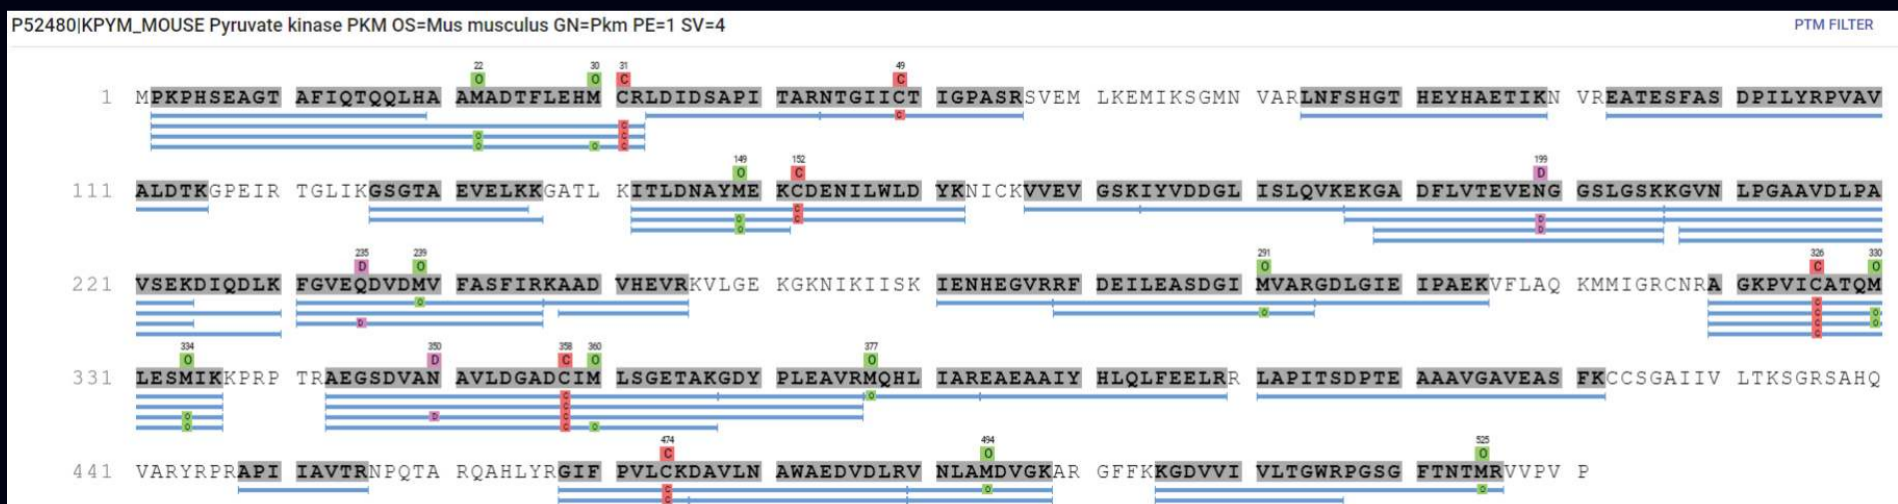 P52480|KPYM_MOUSE Pyruvate kinase PKM OS=Mus musculus GN=Pkm PE=1 SV=4 PTM FILTER
22 30 31 49
O O C C
1 MPKPHSEAGT AFIQTQQLHA AMADTFLEHM CRLDIDSAPI TARNTGIICT IGPASRSVEM LKEMIKSGMN VARLNFSHGT HEYHAETIKN VREATESFAS DPILYRPVAV
C
C
O C
O O C
149 152 199
O C D
111 ALDTKGPEIR TGLIKGSGTA EVELKKGATL KITLDNAYME KCDENILWLD YKNICKVVEV GSKIYVDDGL ISLQVKEKGA DFLVTEVENG GSLGSKKGVN LPGAAVDLPA
C
O C D
O D
235 239 291 326 330
D O O C O
221 VSEKDIQDLK FGVEQDVDMV FASFIRKAAD VHEVRKVLGE KGKNIKIISK IENHEGVRRF DEILEASDGI MVARGDLGIE IPAEKVFLAQ KMMIGRCNRA GKPVICATQM
O C
O C O
D C O
C
334 350 358 360 377
O D C O O
331 LESMIKKPRP TRAEGSDVAN AVLDGADCIM LSGETAKGDY PLEAVRMQHL IAREAEAAIY HLQLFEELRR LAPITSDPTE AAAVGAVEAS FKCCSGAIIV LTKSGRSAHQ
C O
C
O D C
O C O
474 494 525
C O O
441 VARYRPRAPI IAVTRNPQTA RQAHLYRGIF PVLCKDAVLN AWAEDVDLRV NLAMDVGKAR GFFKKGDVVI VLTGWRPGSG FTNTMRVVPV P
C O O
C